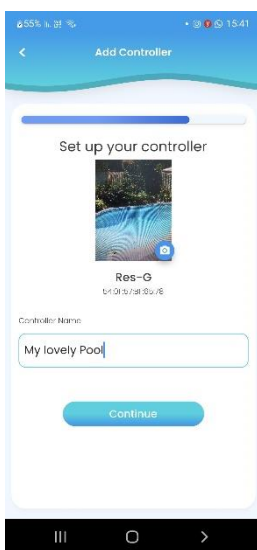 55%
15:41
Add Controller
Set up your controller
Res-G
Controller Name
My lovely Pool
Continue